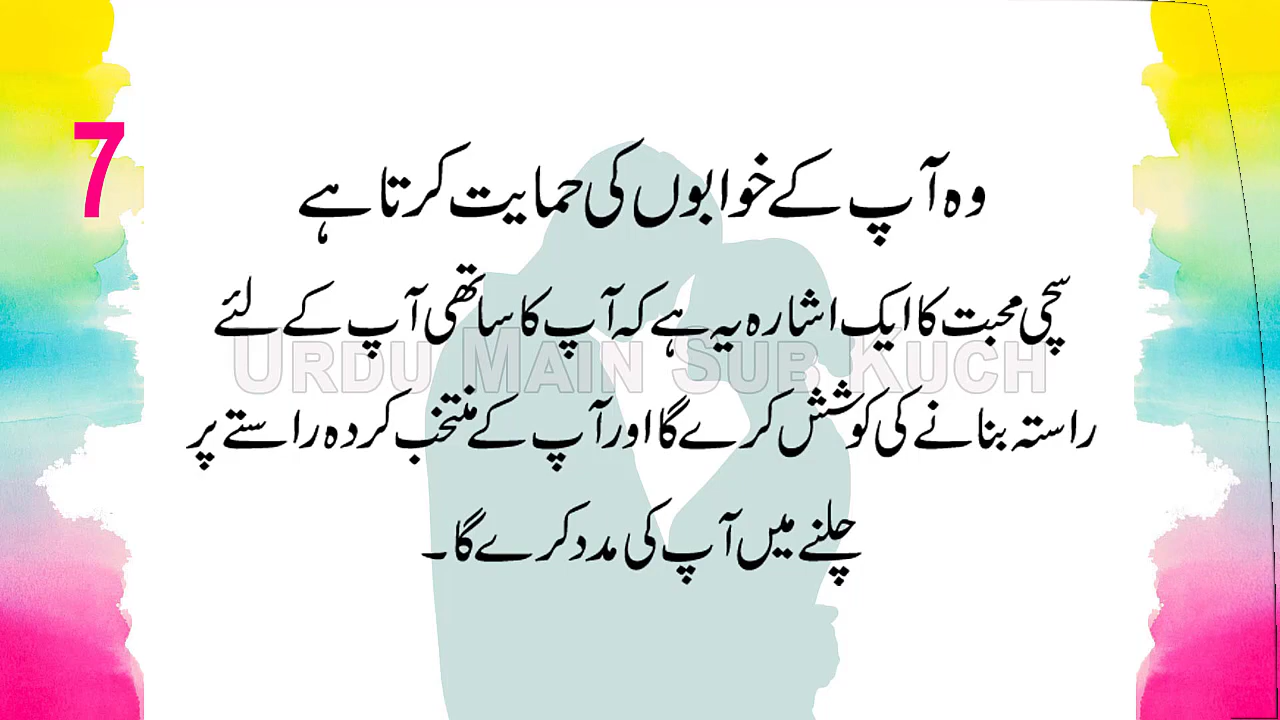 7
وہ آپ کے خوابوں کی حمایت کرتا ہے
سچی محبت کا ایک اشارہ یہ ہے کہ آپ کا ساتھی آپ کے لئے
URDU MAIN SUB KUCH
راستہ بنانے کی کوشش کرے گا اور آپ کے منتخب کردہ راستے پر
چلنے میں آپ کی مدد کرے گا۔